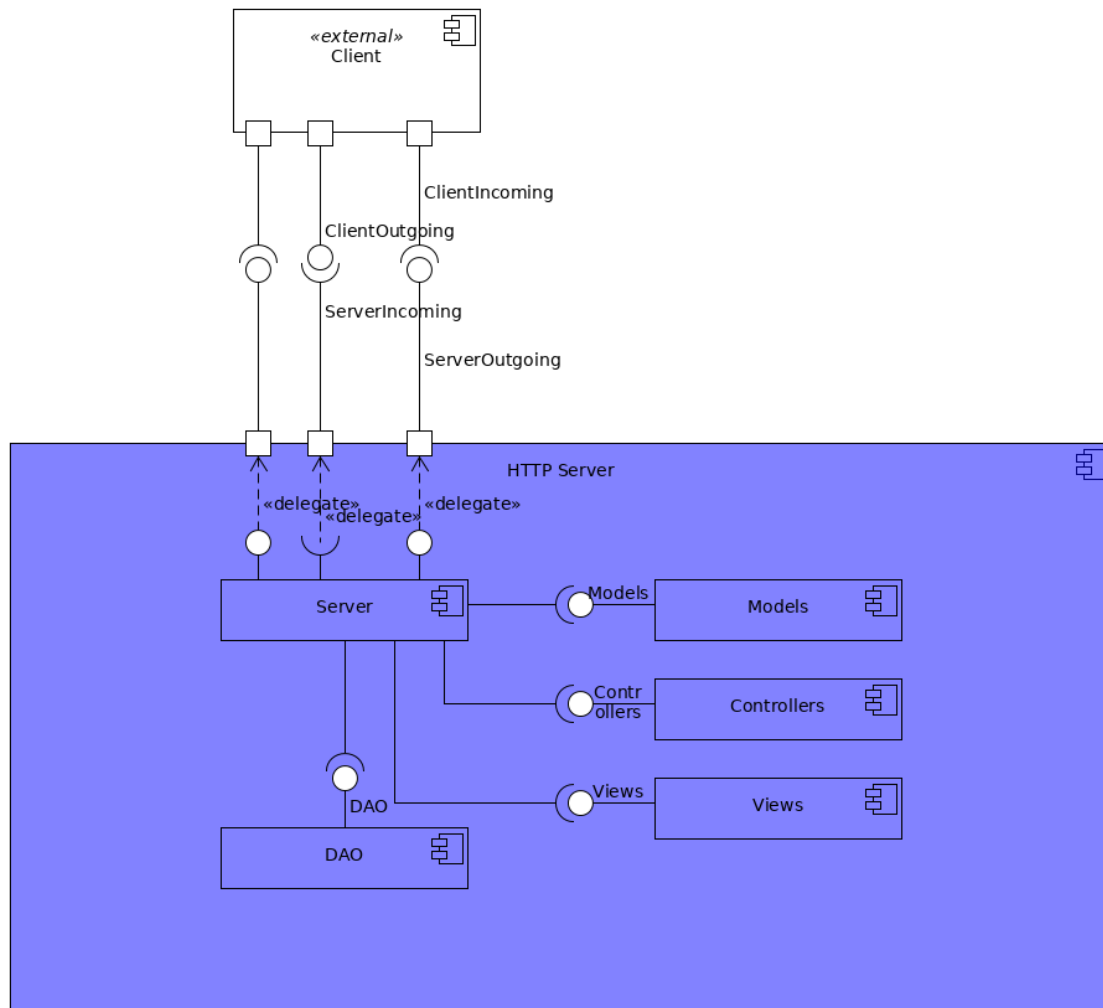 «external»
Client
ClientIncoming
ClientOutgoing
ServerIncoming
ServerOutgoing
HTTP Server
«delegate»
«delegate»
«delegate»
Server
Models
Models
Contr
ollers
Controllers
Views
Views
DAO
DAO